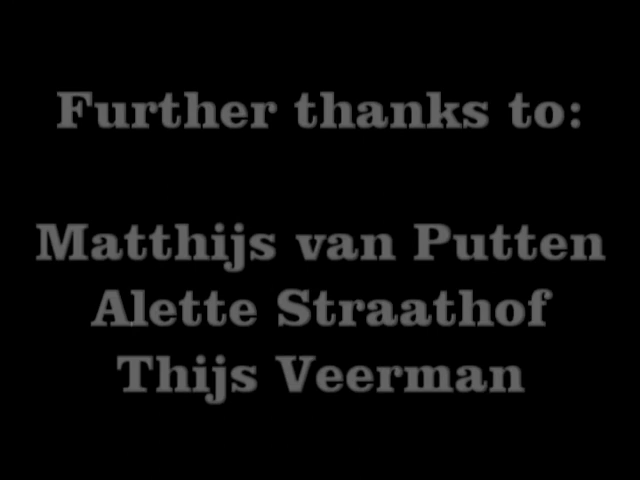 Further thanks to:
Matthijs van Putten
Alette Straathof
Thijs Veerman